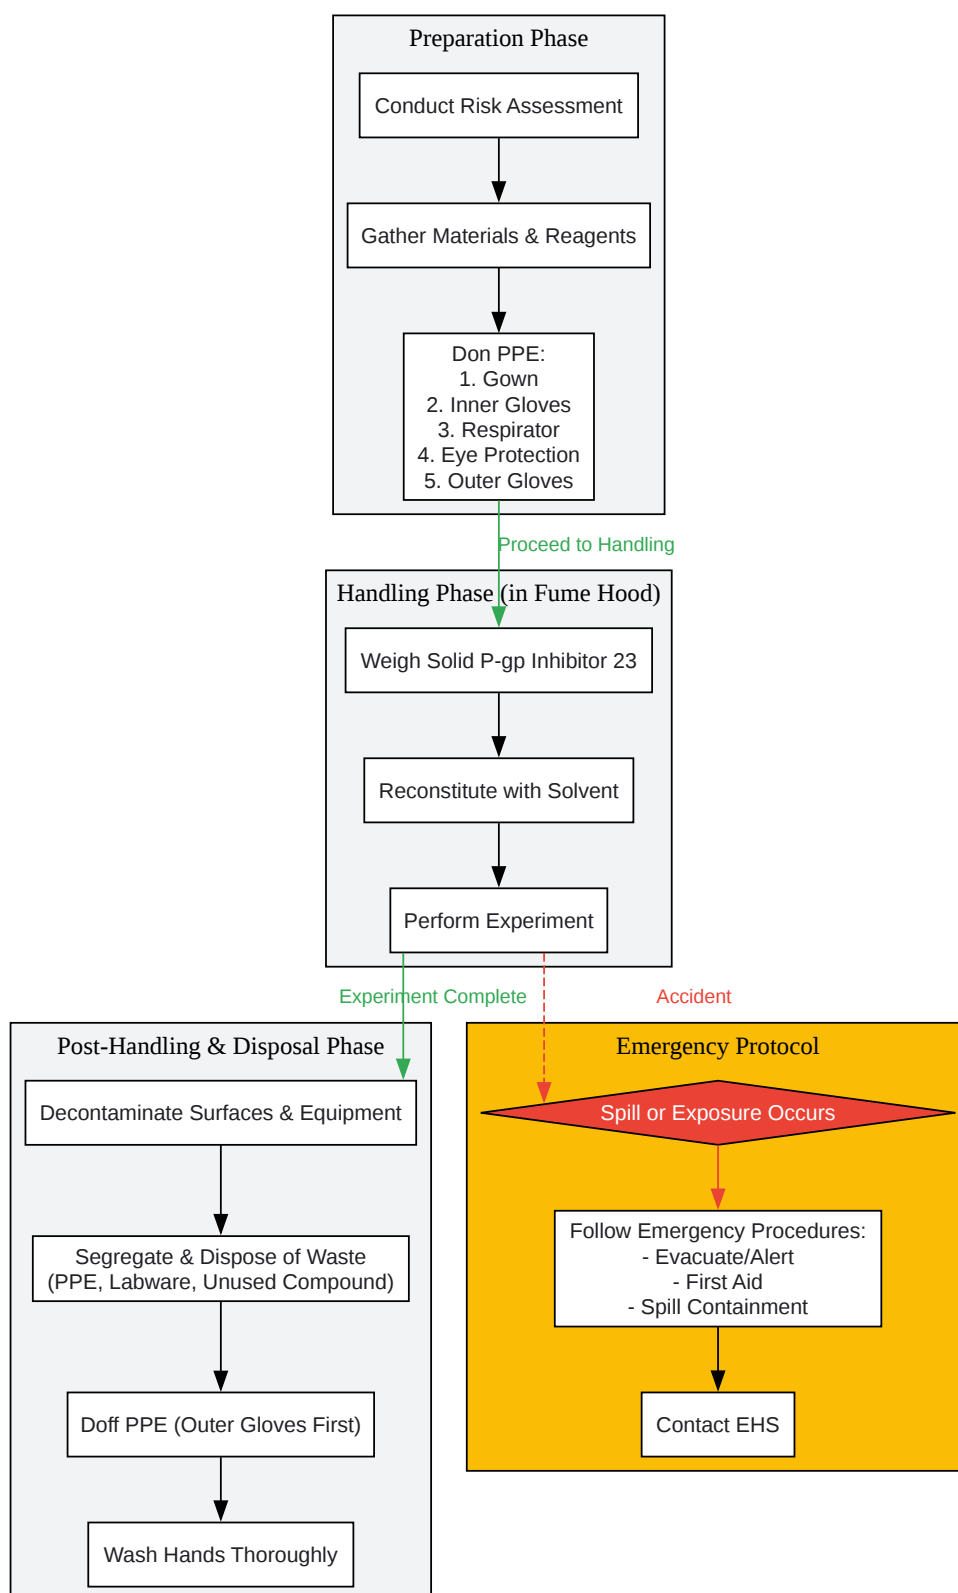 Preparation Phase
Conduct Risk Assessment
Gather Materials & Reagents
Don PPE:
1. Gown
2. Inner Gloves
3. Respirator
4. Eye Protection
5. Outer Gloves
Proceed to Handling
Handling Phase (in Fume Hood)
Weigh Solid P-gp Inhibitor 23
Reconstitute with Solvent
Perform Experiment
Experiment Complete
Accident
Post-Handling & Disposal Phase
Decontaminate Surfaces & Equipment
Segregate & Dispose of Waste
(PPE, Labware, Unused Compound)
Doff PPE (Outer Gloves First)
Wash Hands Thoroughly
Emergency Protocol
Spill or Exposure Occurs
Follow Emergency Procedures:
- Evacuate/Alert
- First Aid
- Spill Containment
Contact EHS